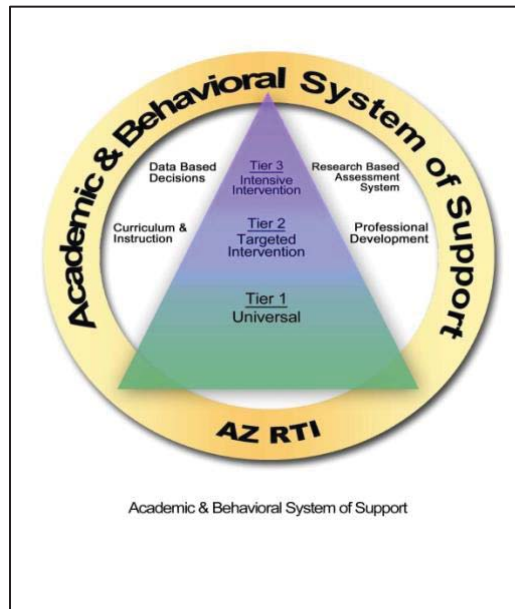 Academic & Behavioral System of Support
Data Based
Decisions
Tier 3
Intensive
Intervention
Research Based
Assessment
System
Curriculum &
Instruction
Tier 2
Targeted
Intervention
Professional
Development
Tier 1
Universal
AZ RTI
Academic & Behavioral System of Support